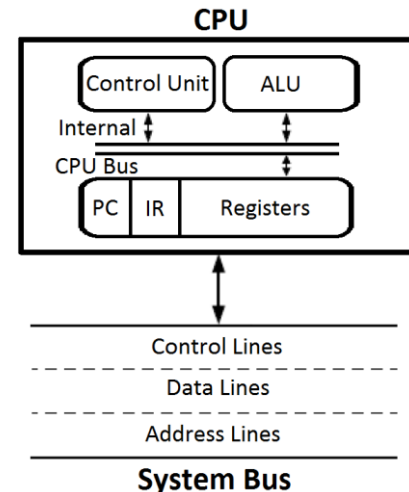 CPU
Control Unit
ALU
Internal
CPU Bus
PC
IR
Registers
Control Lines
Data Lines
Address Lines
System Bus